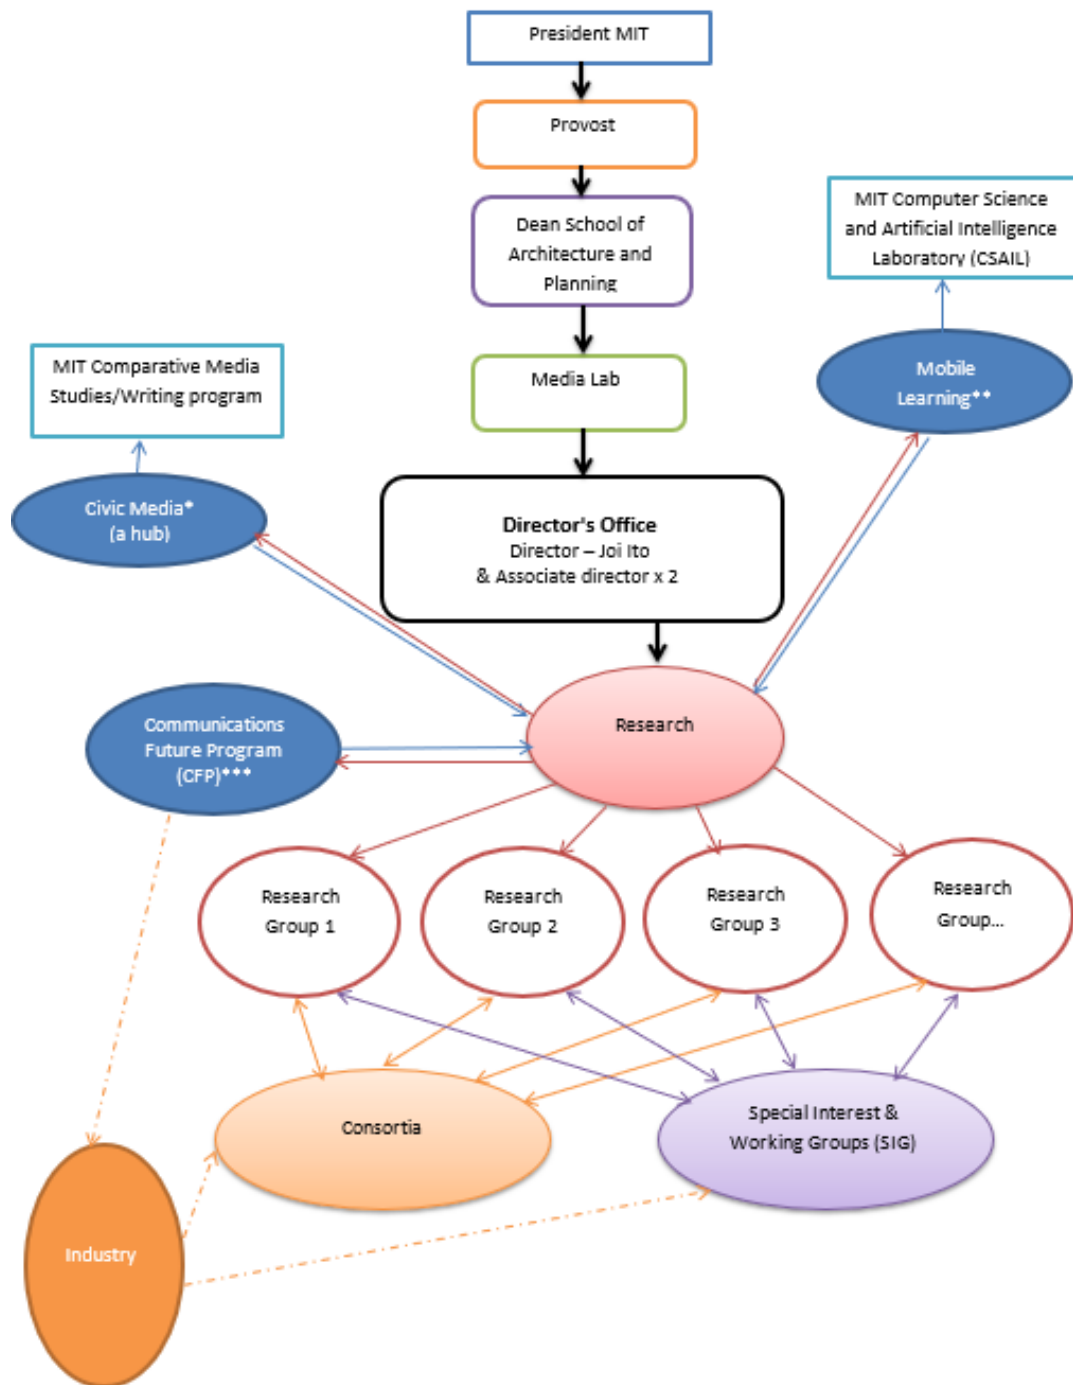 President MIT
Provost
Dean School of
Architecture and
Planning
MIT Computer Science
and Artificial Intelligence
Laboratory (CSAIL)
MIT Comparative Media
Studies/Writing program
Media Lab
Mobile
Learning**
Civic Media*
(a hub)
Director's Office
Director – Joi Ito
& Associate director x 2
Communications
Future Program
(CFP)***
Research
Research
Group 1
Research
Group 2
Research
Group 3
Research
Group...
Consortia
Special Interest &
Working Groups (SIG)
Industry